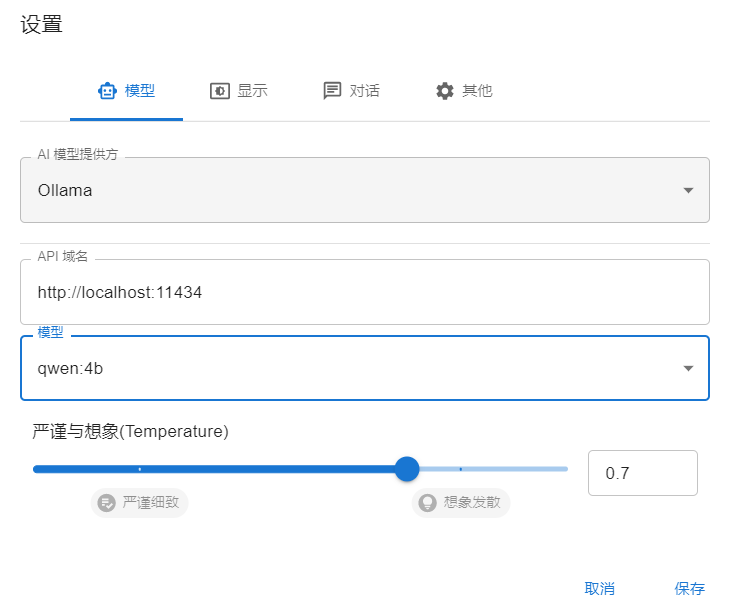 设置
模型 显示 对话 其他
AI 模型提供方
Ollama
API 域名
http://localhost:11434
模型
qwen:4b
严谨与想象(Temperature)
0.7
严谨细致 想象发散
取消 保存